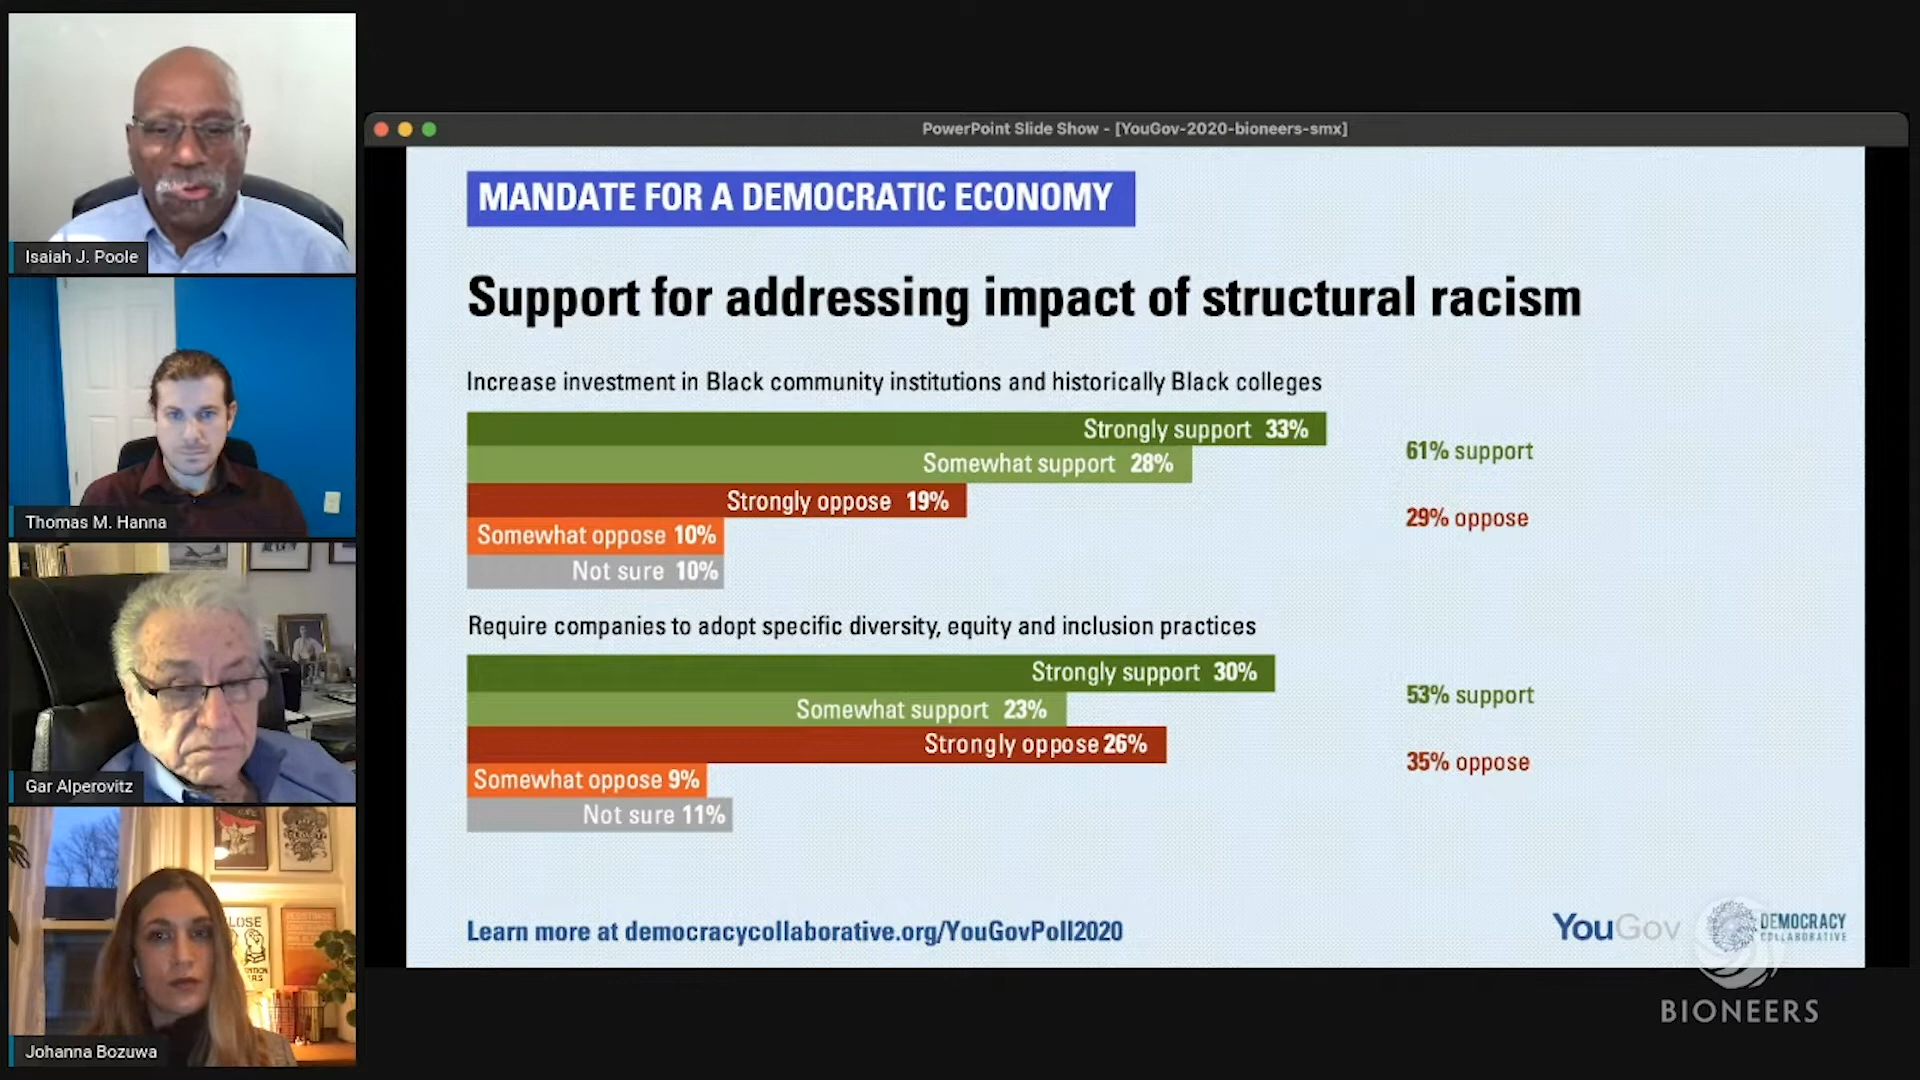 Isaiah J. Poole
Thomas M. Hanna
Gar Alperovitz
CLOSE
Johanna Bozuwa
PowerPoint Slide Show - [YouGov-2020-bioneers-smx]
MANDATE FOR A DEMOCRATIC ECONOMY
Support for addressing impact of structural racism
Increase investment in Black community institutions and historically Black colleges
Strongly support 33%
Somewhat support 28%
Strongly oppose 19%
Somewhat oppose 10%
Not sure 10%
61% support
29% oppose
Require companies to adopt specific diversity, equity and inclusion practices
Strongly support 30%
Somewhat support 23%
Strongly oppose 26%
Somewhat oppose 9%
Not sure 11%
53% support
35% oppose
Learn more at democracycollaborative.org/YouGovPoll2020
YouGov
DEMOCRACY
COLLABORATIVE
BIONEERS